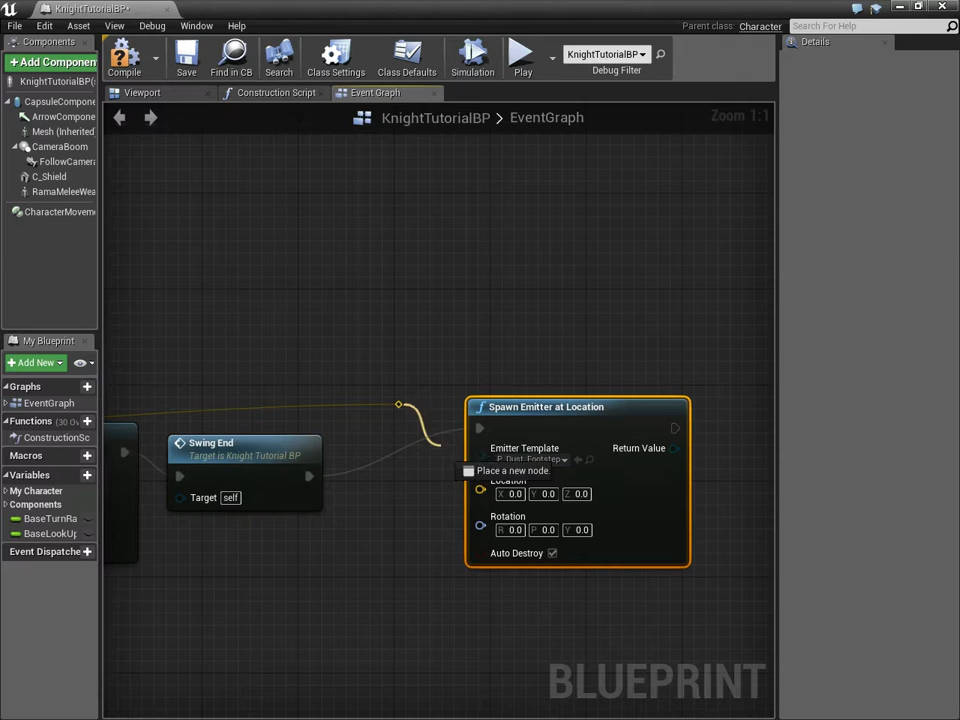 KnightTutorialBP*
File Edit Asset View Debug Window Help
Parent class: Character
Search For Help
Components
Details
+Add Component
KnightTutorialBP(
CapsuleCompone
ArrowCompone
Mesh (Inherited)
CameraBoom
FollowCamera
C_Shield
RamaMeleeWea
CharacterMovem
Compile
Save
Find in CB
Search
Class Settings
Class Defaults
Simulation
Play
KnightTutorialBP
Debug Filter
Viewport
Construction Script
Event Graph
KnightTutorialBP > EventGraph
Zoom 1:1
My Blueprint
+Add New
Graphs
EventGraph
Functions (30 Ov
ConstructionSc
Macros
Variables
My Character
Components
BaseTurnRa
BaseLookUp
Event Dispatche
Swing End
Target is Knight Tutorial BP
Target self
Spawn Emitter at Location
Emitter Template
P_Dust_Footstep
Return Value
Place a new node.
Location
X 0.0 Y 0.0 Z 0.0
Rotation
R 0.0 P 0.0 Y 0.0
Auto Destroy
BLUEPRINT